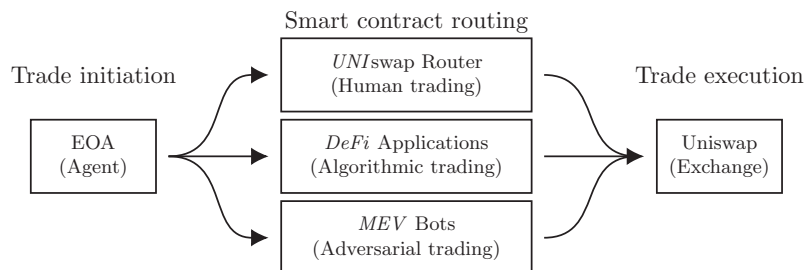 Smart contract routing
Trade initiation
EOA
(Agent)
UNIswap Router
(Human trading)
DeFi Applications
(Algorithmic trading)
MEV Bots
(Adversarial trading)
Trade execution
Uniswap
(Exchange)